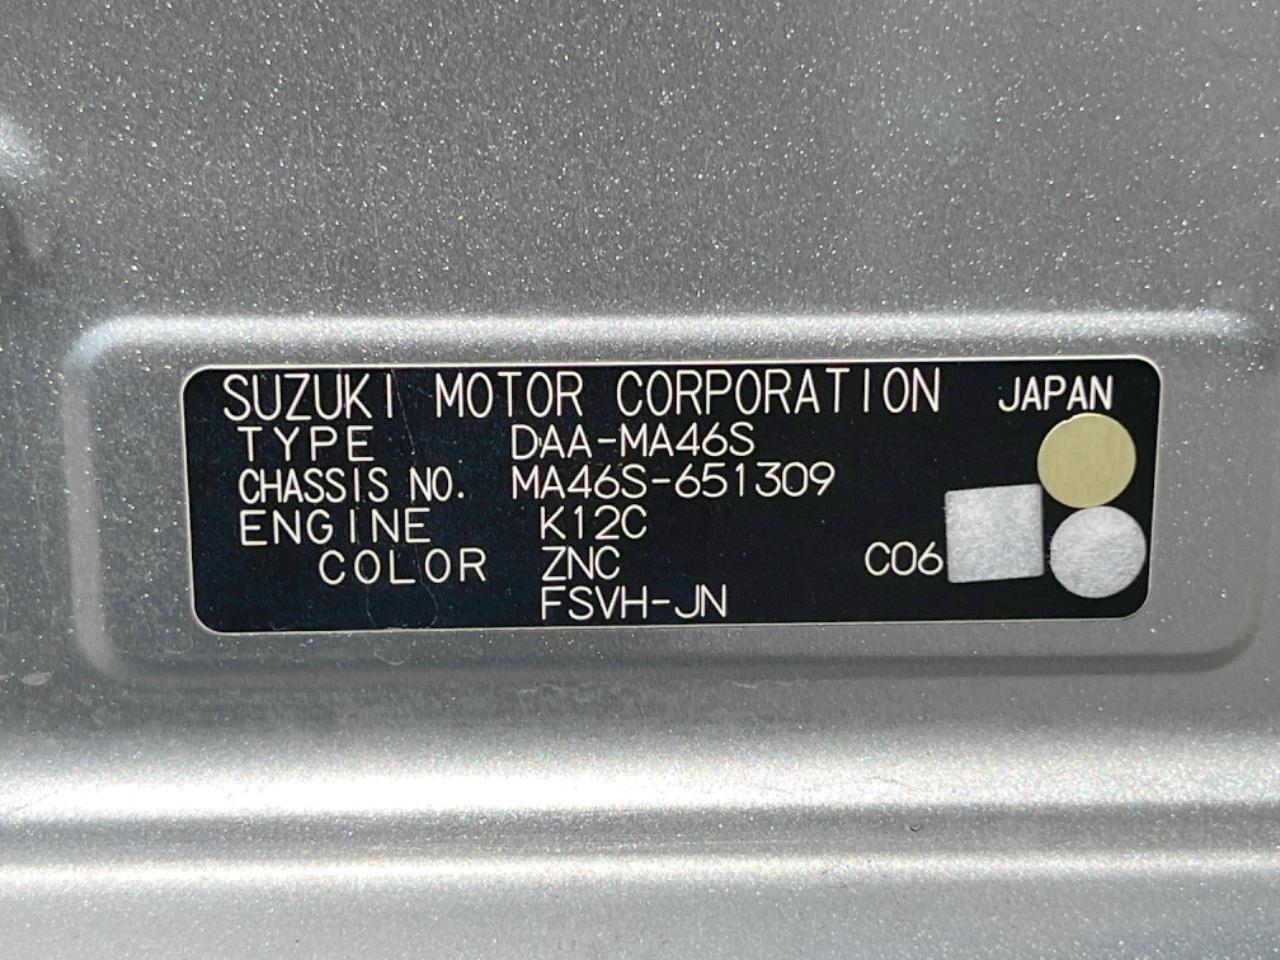 SUZUKI MOTOR CORPORATION JAPAN
TYPE DAA-MA46S
CHASSIS NO. MA46S-651309
ENGINE K12C
COLOR ZNC C06
FSVH-JN